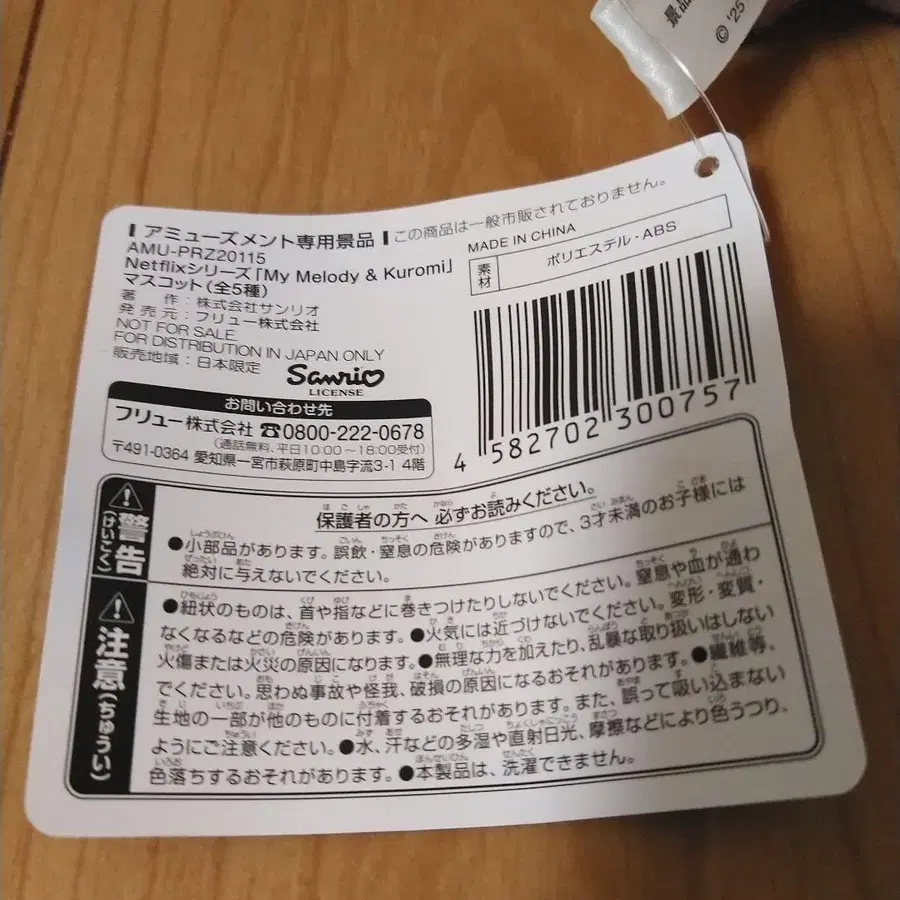 景品
© '25
アミューズメント専用景品 この商品は一般市販されておりません。
AMU-PRZ20115
Netflixシリーズ「My Melody & Kuromi」
マスコット(全5種)
著 作:株式会社サンリオ
発 売 元:フリュー株式会社
NOT FOR SALE
FOR DISTRIBUTION IN JAPAN ONLY
販売地域:日本限定
Sanrio
LICENSE
MADE IN CHINA
素材 ポリエステル・ABS
4 582702 300757
お問い合わせ先
フリュー株式会社 ☎0800-222-0678
(通話無料、平日10:00~18:00受付)
〒491-0364 愛知県一宮市萩原町中島字流3-1 4階
警告(けいこく)
保護者の方へ 必ずお読みください。
●小部品があります。誤飲・窒息の危険がありますので、3才未満のお子様には
絶対に与えないでください。
注意(ちゅうい)
●紐状のものは、首や指などに巻きつけたりしないでください。窒息や血が通わ
なくなるなどの危険があります。●火気には近づけないでください。変形・変質・
火傷または火災の原因になります。●無理な力を加えたり、乱暴な取り扱いはしない
でください。思わぬ事故や怪我、破損の原因になるおそれがあります。●繊維等、
生地の一部が他のものに付着するおそれがあります。また、誤って吸い込まない
ようにご注意ください。●水、汗などの多湿や直射日光、摩擦などにより色うつり、
色落ちするおそれがあります。●本製品は、洗濯できません。